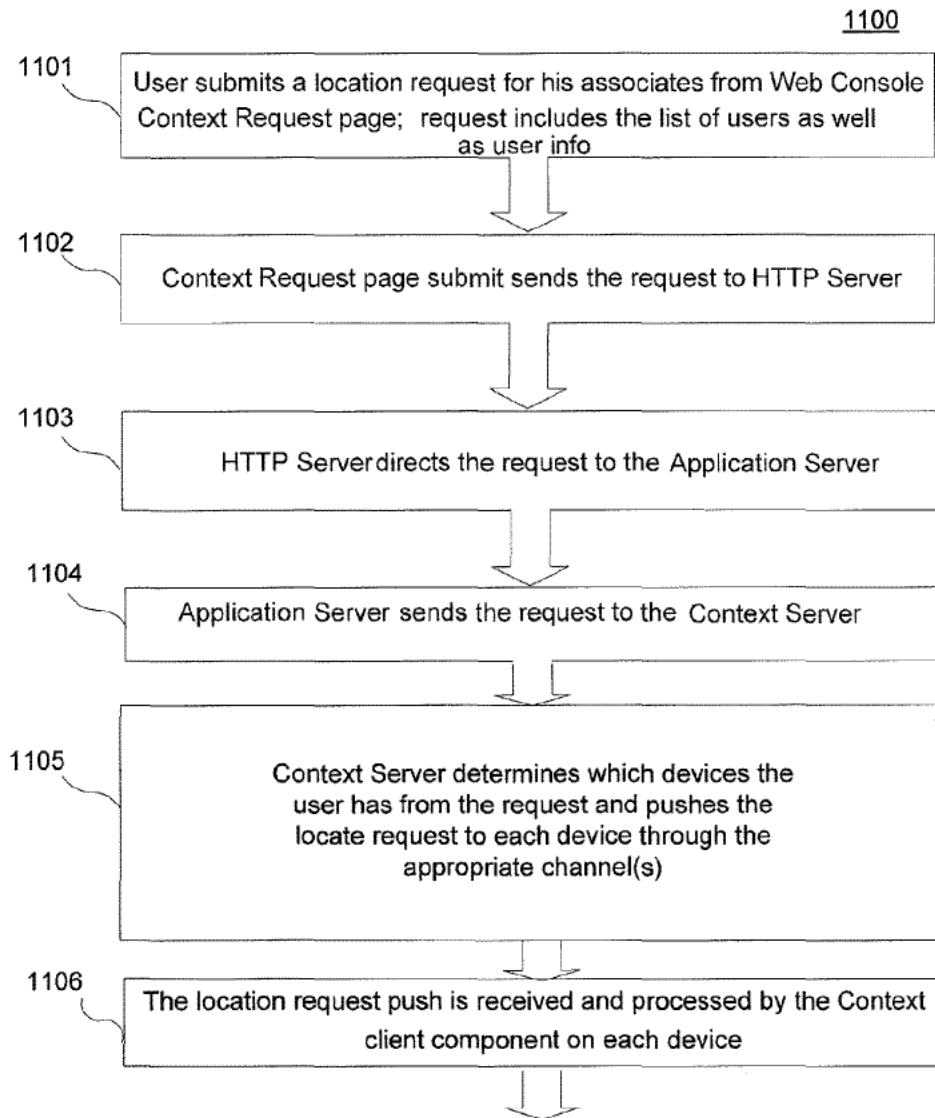 1100
1101
User submits a location request for his associates from Web Console
Context Request page; request includes the list of users as well
as user info
1102
Context Request page submit sends the request to HTTP Server
1103
HTTP Server directs the request to the Application Server
1104
Application Server sends the request to the Context Server
1105
Context Server determines which devices the
user has from the request and pushes the
locate request to each device through the
appropriate channel(s)
1106
The location request push is received and processed by the Context
client component on each device